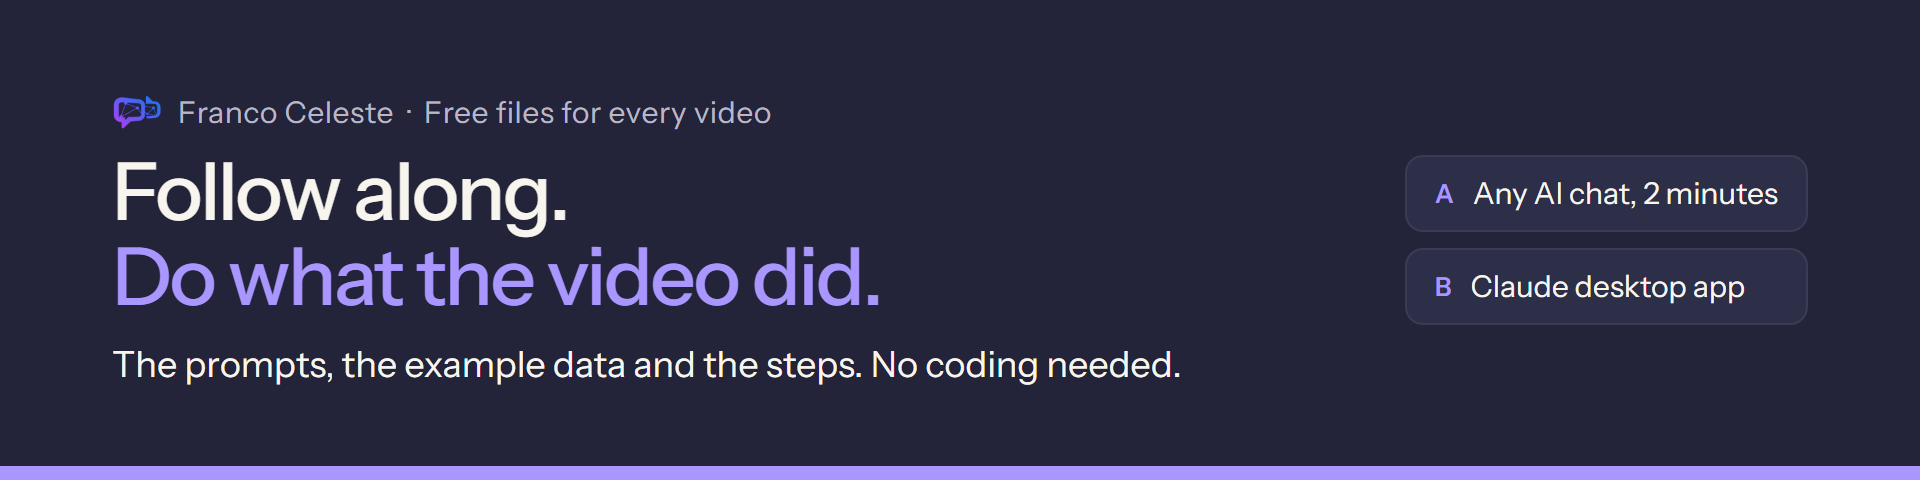 Franco Celeste · Free files for every video
Follow along.
Do what the video did.
The prompts, the example data and the steps. No coding needed.
A Any AI chat, 2 minutes
B Claude desktop app